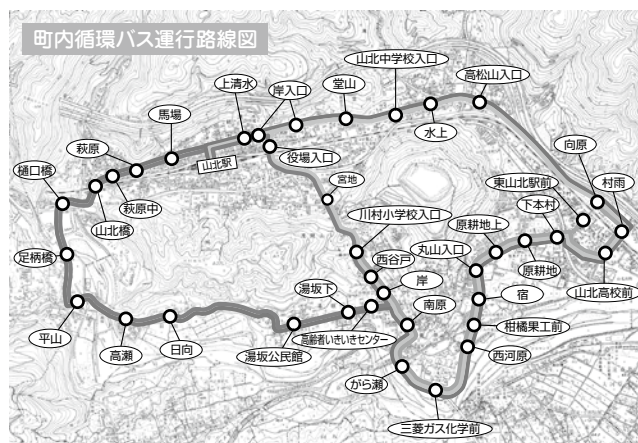 町内循環バス運行路線図
山北中学校入口
高松山入口
堂山
岸入口
上清水
馬場
萩原
樋口橋
水上
向原
山北駅
役場入口
村雨
東山北駅前
宮地
下本村
萩原中
山北橋
川村小学校入口
原耕地上
丸山入口
足柄橋
西谷戸
原耕地
岸
山北高校前
湯坂下
宿
南原
平山
高瀬
日向
湯坂公民館
高齢者いきいきセンター
柑橘果工前
西河原
がら瀬
三菱ガス化学前